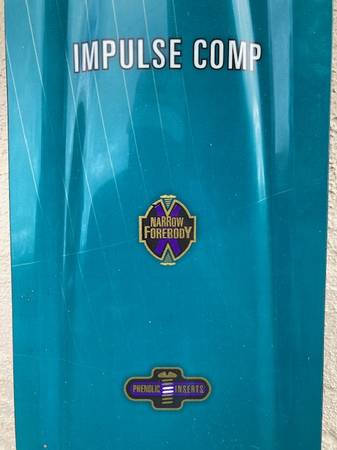 IMPULSE COMP
NARROW
FOREBODY
PHENOLIC INSERTS